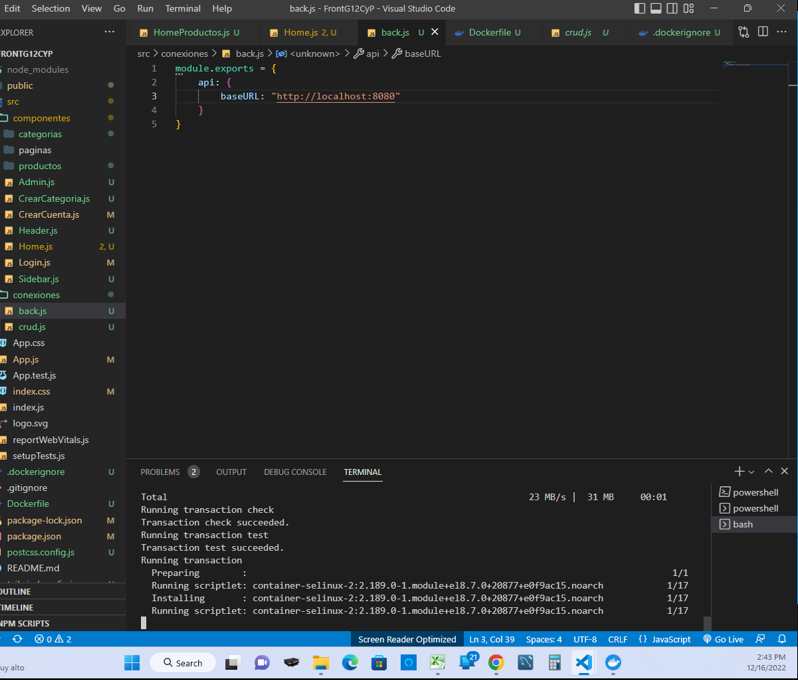 Edit Selection View Go Run Terminal Help back.js - FrontG12CyP - Visual Studio Code
XPLORER
HomeProductos.js U Home.js 2, U back.js U Dockerfile U crud.js U .dockerignore U
FRONTG12CYP
src > conexiones > back.js > <unknown> > api > baseURL
node_modules
public
src
componentes
categorias
paginas
productos
Admin.js U
CrearCategoria.js U
CrearCuenta.js M
Header.js U
Home.js 2, U
Login.js M
Sidebar.js U
conexiones
back.js U
crud.js U
App.css
App.js M
App.test.js
index.css M
index.js
logo.svg
reportWebVitals.js
setupTests.js
.dockerignore U
.gitignore
Dockerfile U
package-lock.json M
package.json M
postcss.config.js U
README.md
OUTLINE
TIMELINE
NPM SCRIPTS
1 module.exports = {
2 api: {
3 baseURL: "http://localhost:8080"
4 }
5 }
PROBLEMS 2 OUTPUT DEBUG CONSOLE TERMINAL
Total 23 MB/s | 31 MB 00:01
Running transaction check
Transaction check succeeded.
Running transaction test
Transaction test succeeded.
Running transaction
Preparing : 1/1
Running scriptlet: container-selinux-2:2.189.0-1.module+el8.7.0+20877+e0f9ac15.noarch 1/17
Installing : container-selinux-2:2.189.0-1.module+el8.7.0+20877+e0f9ac15.noarch 1/17
Running scriptlet: container-selinux-2:2.189.0-1.module+el8.7.0+20877+e0f9ac15.noarch 1/17
powershell
powershell
bash
0 2 Screen Reader Optimized Ln 3, Col 39 Spaces: 4 UTF-8 CRLF {} JavaScript Go Live
uy alto
Search
21
2:43 PM
12/16/2022